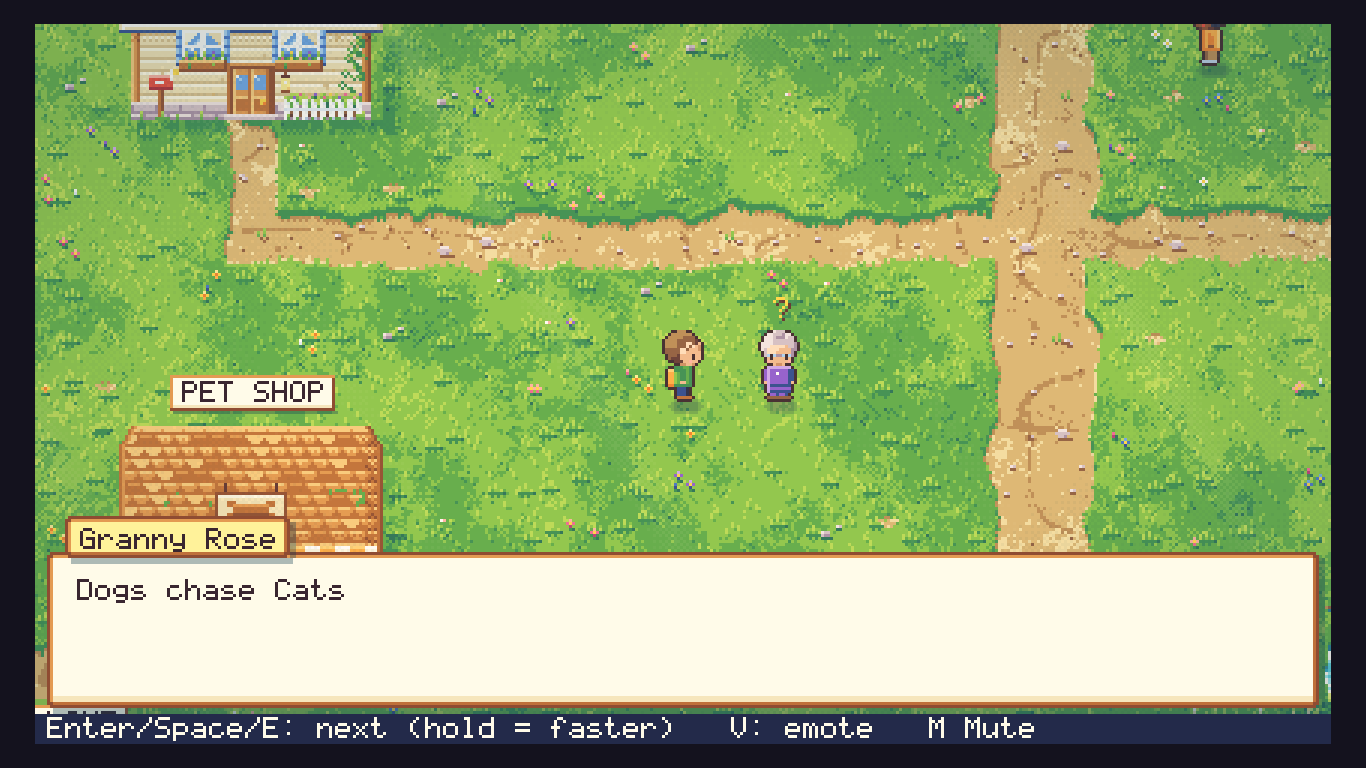 PET SHOP
Granny Rose
Dogs chase Cats
Enter/Space/E: next (hold = faster) V: emote M Mute